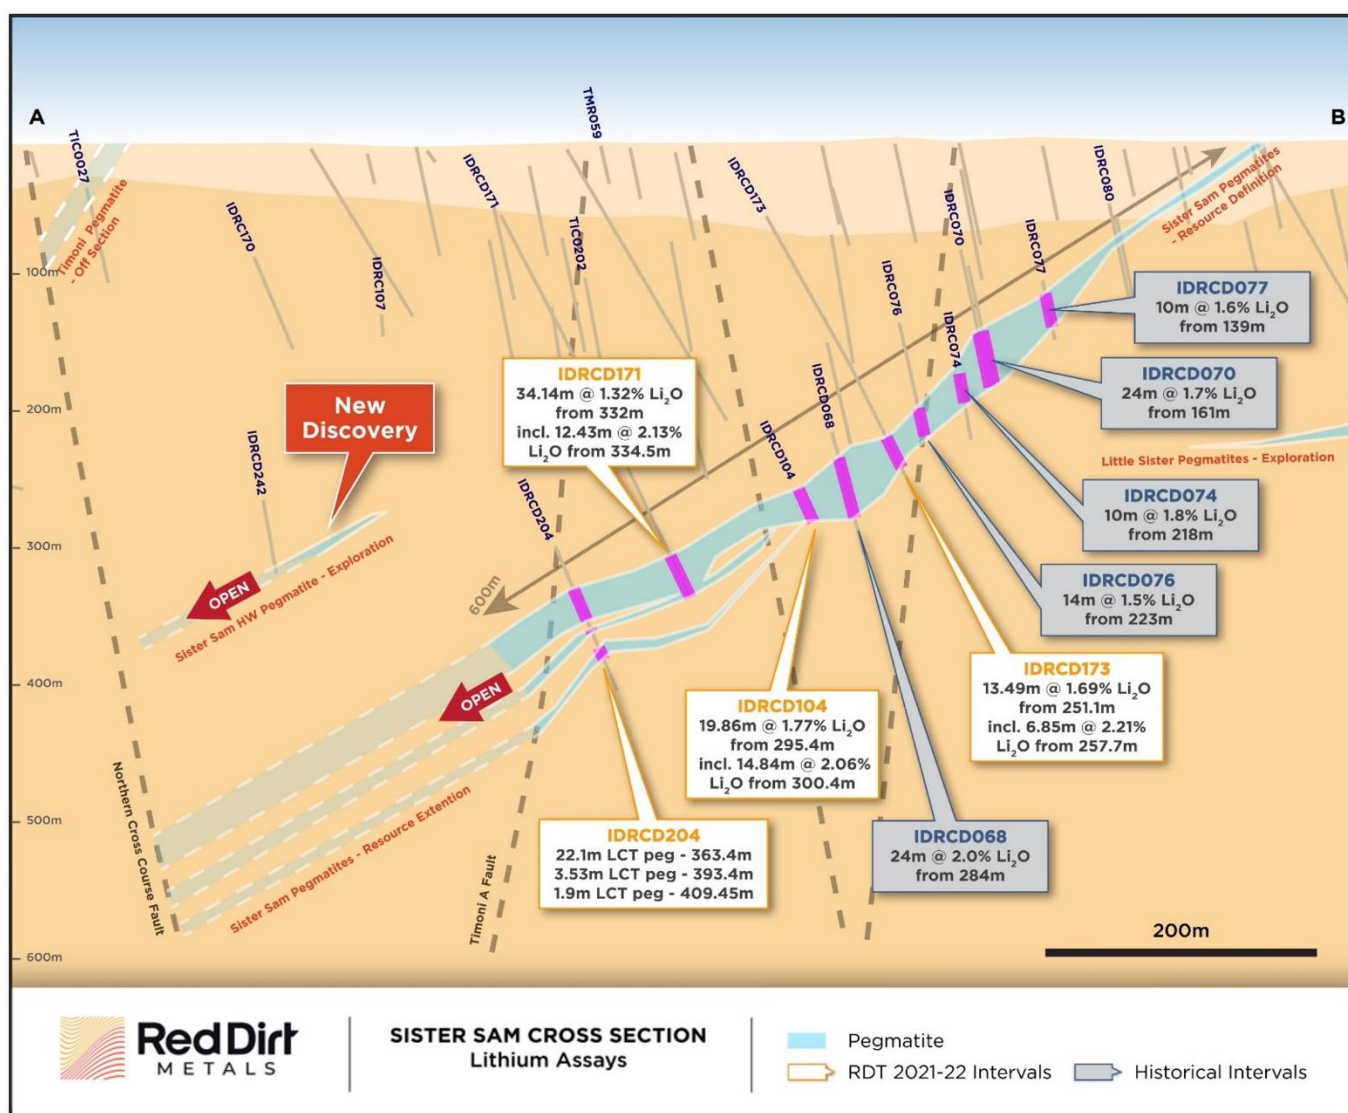 A
B
TIC0027
TMR059
IDRC170
IDRC107
IDRCD171
TIC0202
IDRCD173
IDRC076
IDRC070
IDRC077
IDRC080
IDRC074
IDRCD068
IDRCD104
IDRCD204
IDRCD242
Timoni Pegmatite
- Off Section
Sister Sam Pegmatites
- Resource Definition
100m
200m
300m
400m
500m
600m
IDRCD077
10m @ 1.6% Li₂O
from 139m
IDRCD070
24m @ 1.7% Li₂O
from 161m
Little Sister Pegmatites - Exploration
IDRCD074
10m @ 1.8% Li₂O
from 218m
IDRCD076
14m @ 1.5% Li₂O
from 223m
IDRCD171
34.14m @ 1.32% Li₂O
from 332m
incl. 12.43m @ 2.13%
Li₂O from 334.5m
New
Discovery
600m
OPEN
Sister Sam HW Pegmatite - Exploration
OPEN
IDRCD173
13.49m @ 1.69% Li₂O
from 251.1m
incl. 6.85m @ 2.21%
Li₂O from 257.7m
IDRCD104
19.86m @ 1.77% Li₂O
from 295.4m
incl. 14.84m @ 2.06%
Li₂O from 300.4m
IDRCD204
22.1m LCT peg - 363.4m
3.53m LCT peg - 393.4m
1.9m LCT peg - 409.45m
IDRCD068
24m @ 2.0% Li₂O
from 284m
Northern Cross Course Fault
Sister Sam Pegmatites - Resource Extention
Timoni A Fault
200m
Red Dirt
METALS
SISTER SAM CROSS SECTION
Lithium Assays
Pegmatite
RDT 2021-22 Intervals
Historical Intervals